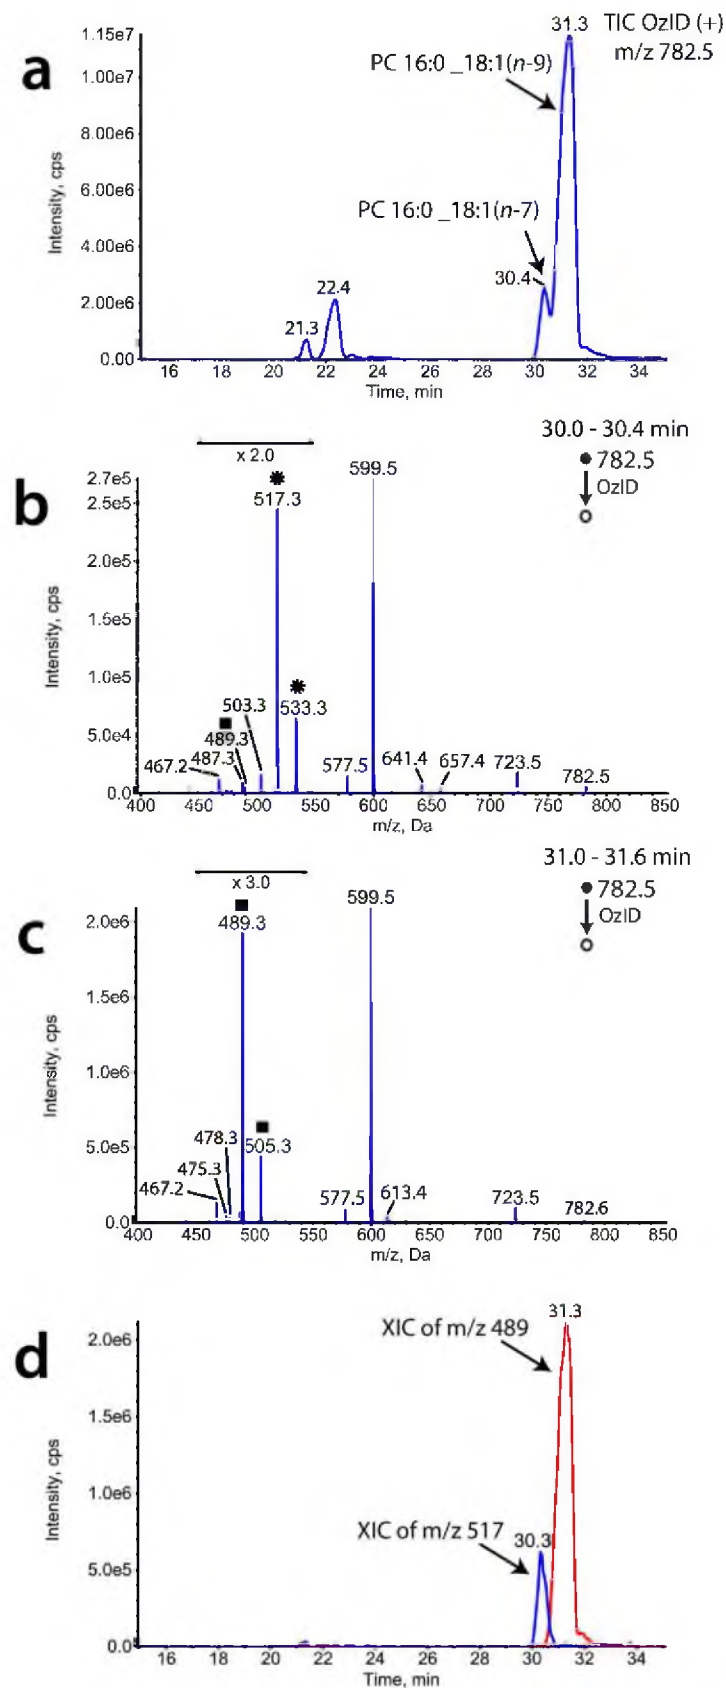 a
TIC OzID (+)
m/z 782.5
31.3
PC 16:0 _18:1(n-9)
PC 16:0 _18:1(n-7)
30.4
22.4
21.3
1.15e7
1.00e7
8.00e6
6.00e6
4.00e6
2.00e6
0.00
Intensity, cps
16 18 20 22 24 26 28 30 32 34
Time, min
b
30.0 - 30.4 min
782.5
OzID
x 2.0
599.5
517.3
533.3
503.3
489.3
487.3
467.2
577.5
641.4
657.4
723.5
782.5
2.7e5
2.5e5
2.0e5
1.5e5
1.0e5
5.0e4
0.0
Intensity, cps
400 450 500 550 600 650 700 750 800 850
m/z, Da
c
31.0 - 31.6 min
782.5
OzID
x 3.0
599.5
489.3
505.3
478.3
475.3
467.2
577.5
613.4
723.5
782.6
2.0e6
1.5e6
1.0e6
5.0e5
0.0
Intensity, cps
400 450 500 550 600 650 700 750 800 850
m/z, Da
d
31.3
XIC of m/z 489
XIC of m/z 517
30.3
2.0e6
1.5e6
1.0e6
5.0e5
0.0
Intensity, cps
16 18 20 22 24 26 28 30 32 34
Time, min